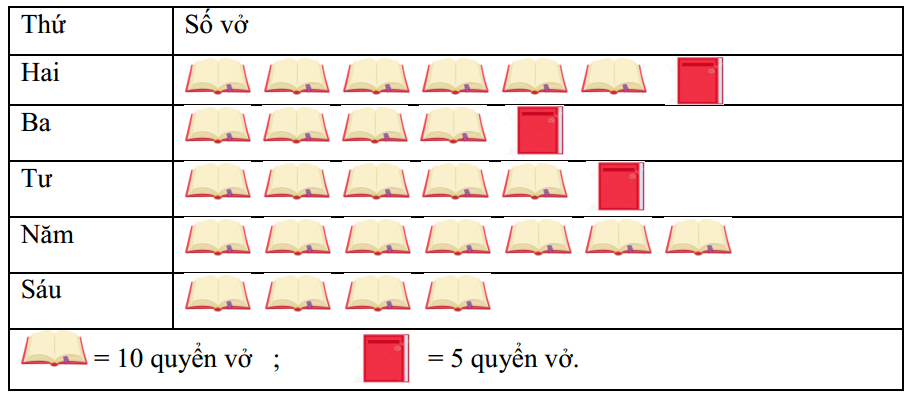 Thứ Số vở
Hai
Ba
Tư
Năm
Sáu
= 10 quyển vở ; = 5 quyển vở.